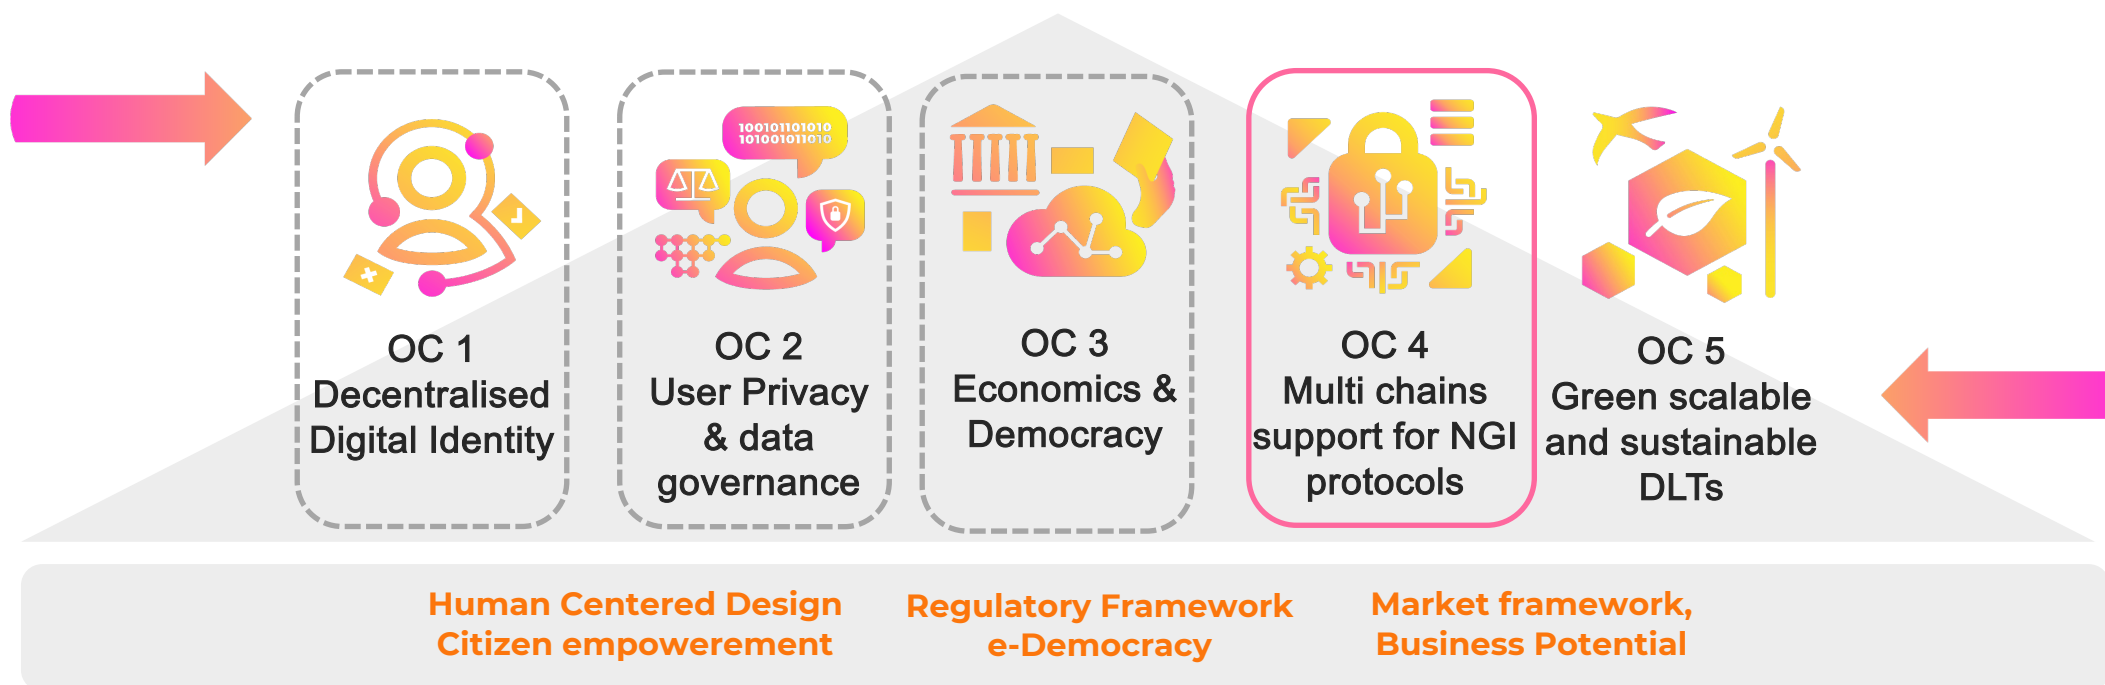 100101101010
101001011010
OC 1
Decentralised
Digital Identity
OC 2
User Privacy
& data
governance
OC 3
Economics &
Democracy
OC 4
Multi chains
support for NGI
protocols
OC 5
Green scalable
and sustainable
DLTs
Human Centered Design
Citizen empowerement
Regulatory Framework
e-Democracy
Market framework,
Business Potential